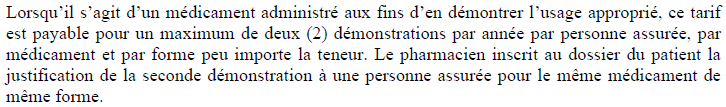 Lorsqu’il s’agit d’un médicament administré aux fins d’en démontrer l’usage approprié, ce tarif
est payable pour un maximum de deux (2) démonstrations par année par personne assurée, par
médicament et par forme peu importe la teneur. Le pharmacien inscrit au dossier du patient la
justification de la seconde démonstration à une personne assurée pour le même médicament de
même forme.